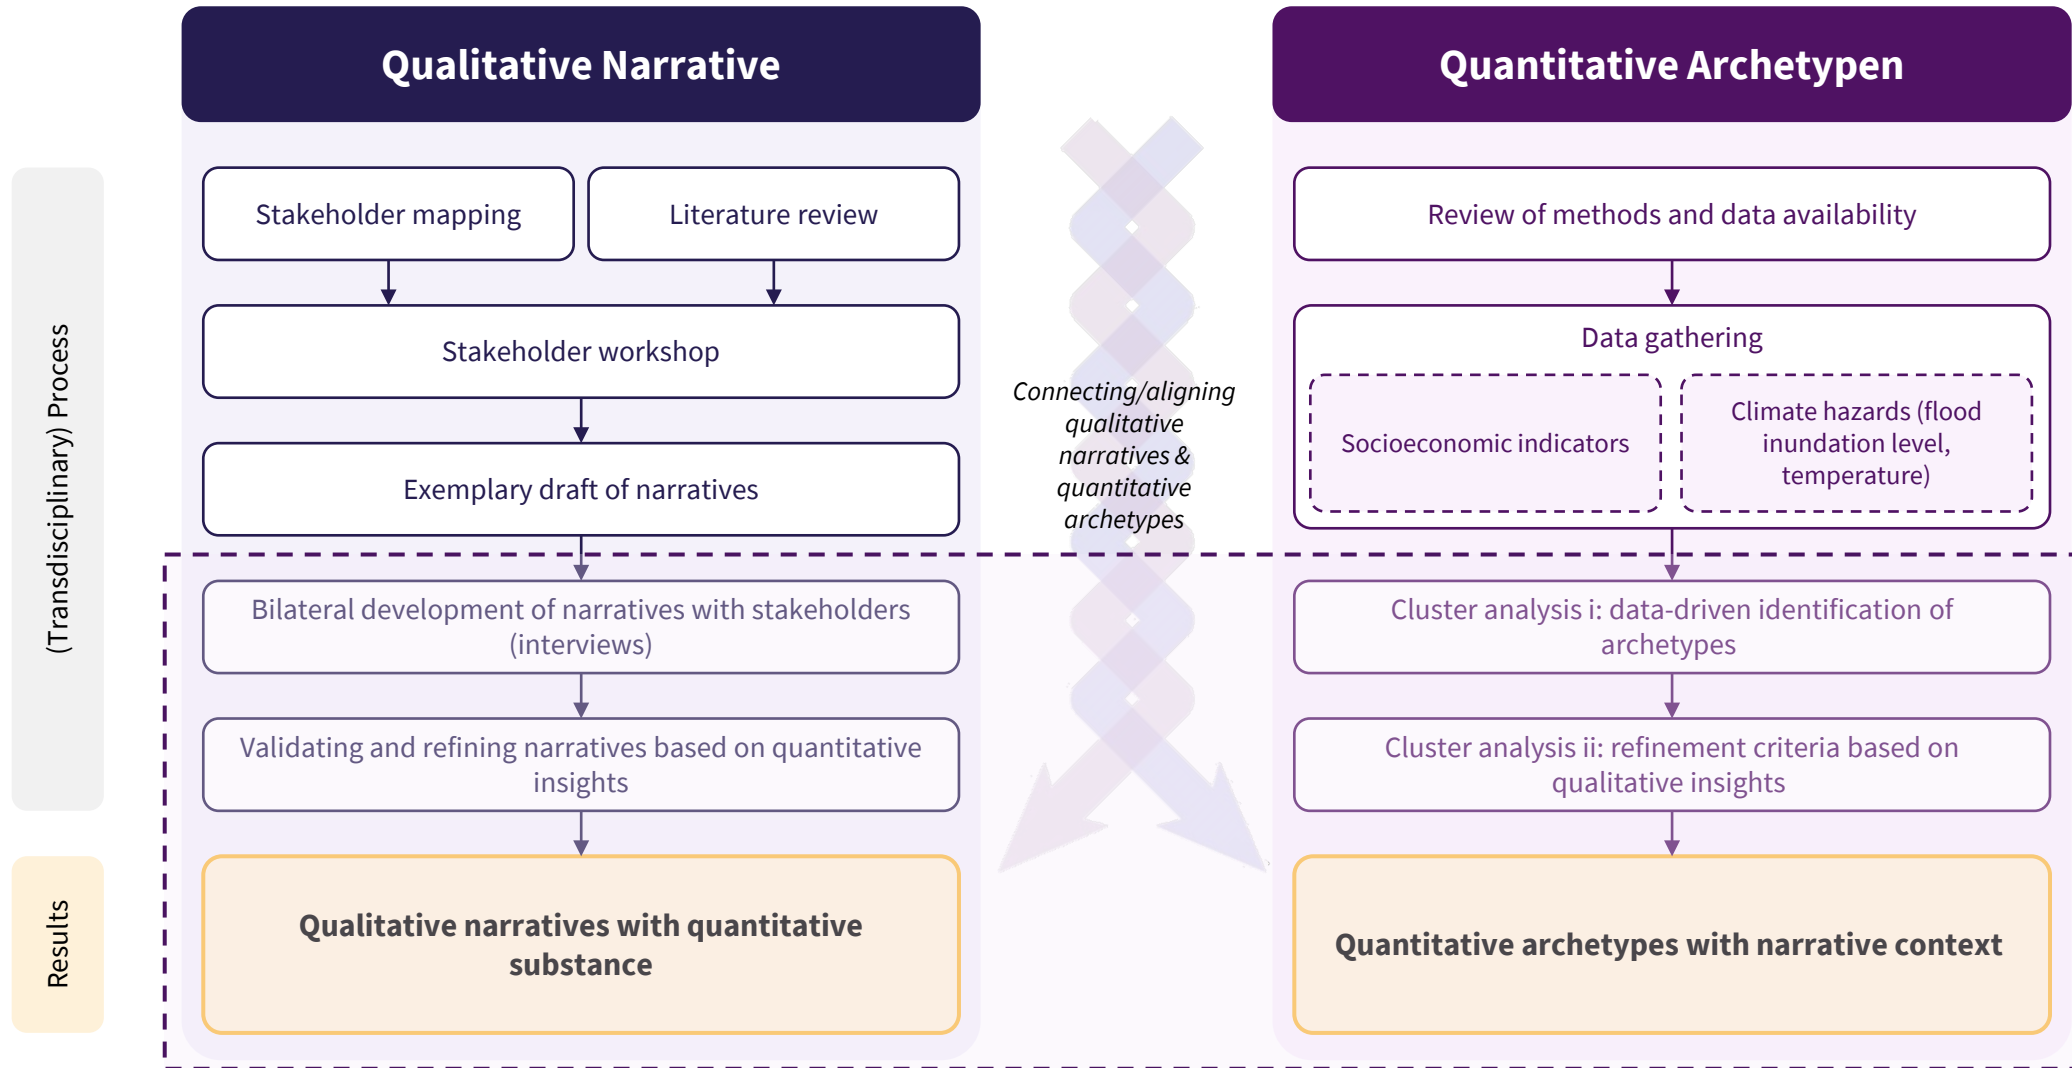 Qualitative Narrative
Quantitative Archetypen
(Transdisciplinary) Process
Results
Stakeholder mapping
Literature review
Stakeholder workshop
Exemplary draft of narratives
Bilateral development of narratives with stakeholders
(interviews)
Validating and refining narratives based on quantitative
insights
Qualitative narratives with quantitative
substance
Connecting/aligning
qualitative
narratives &
quantitative
archetypes
Review of methods and data availability
Data gathering
Socioeconomic indicators
Climate hazards (flood
inundation level,
temperature)
Cluster analysis i: data-driven identification of
archetypes
Cluster analysis ii: refinement criteria based on
qualitative insights
Quantitative archetypes with narrative context